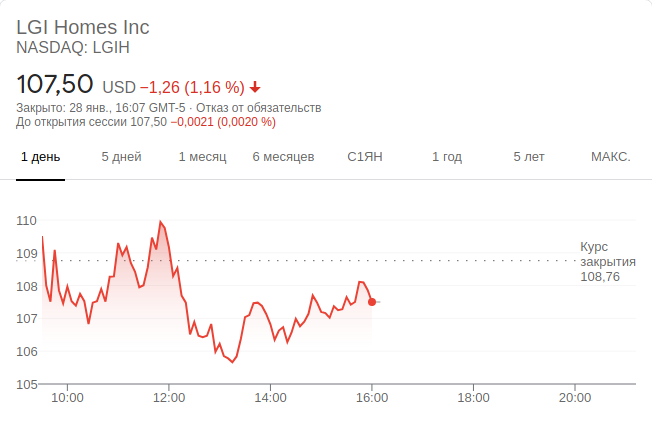 LGI Homes Inc
NASDAQ: LGIH
107,50 USD −1,26 (1,16 %)
Закрыто: 28 янв., 16:07 GMT-5 · Отказ от обязательств
До открытия сессии 107,50 −0,0021 (0,0020 %)
1 день 5 дней 1 месяц 6 месяцев С1ЯН 1 год 5 лет МАКС.
110
109
108
107
106
105
Курс
закрытия
108,76
10:00 12:00 14:00 16:00 18:00 20:00